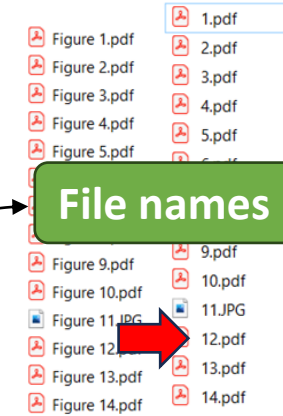 Figure 1.pdf
Figure 2.pdf
Figure 3.pdf
Figure 4.pdf
Figure 5.pdf
Figure 9.pdf
Figure 10.pdf
Figure 11.JPG
Figure 12.pdf
Figure 13.pdf
Figure 14.pdf
1.pdf
2.pdf
3.pdf
4.pdf
5.pdf
9.pdf
10.pdf
11.JPG
12.pdf
13.pdf
14.pdf
File names